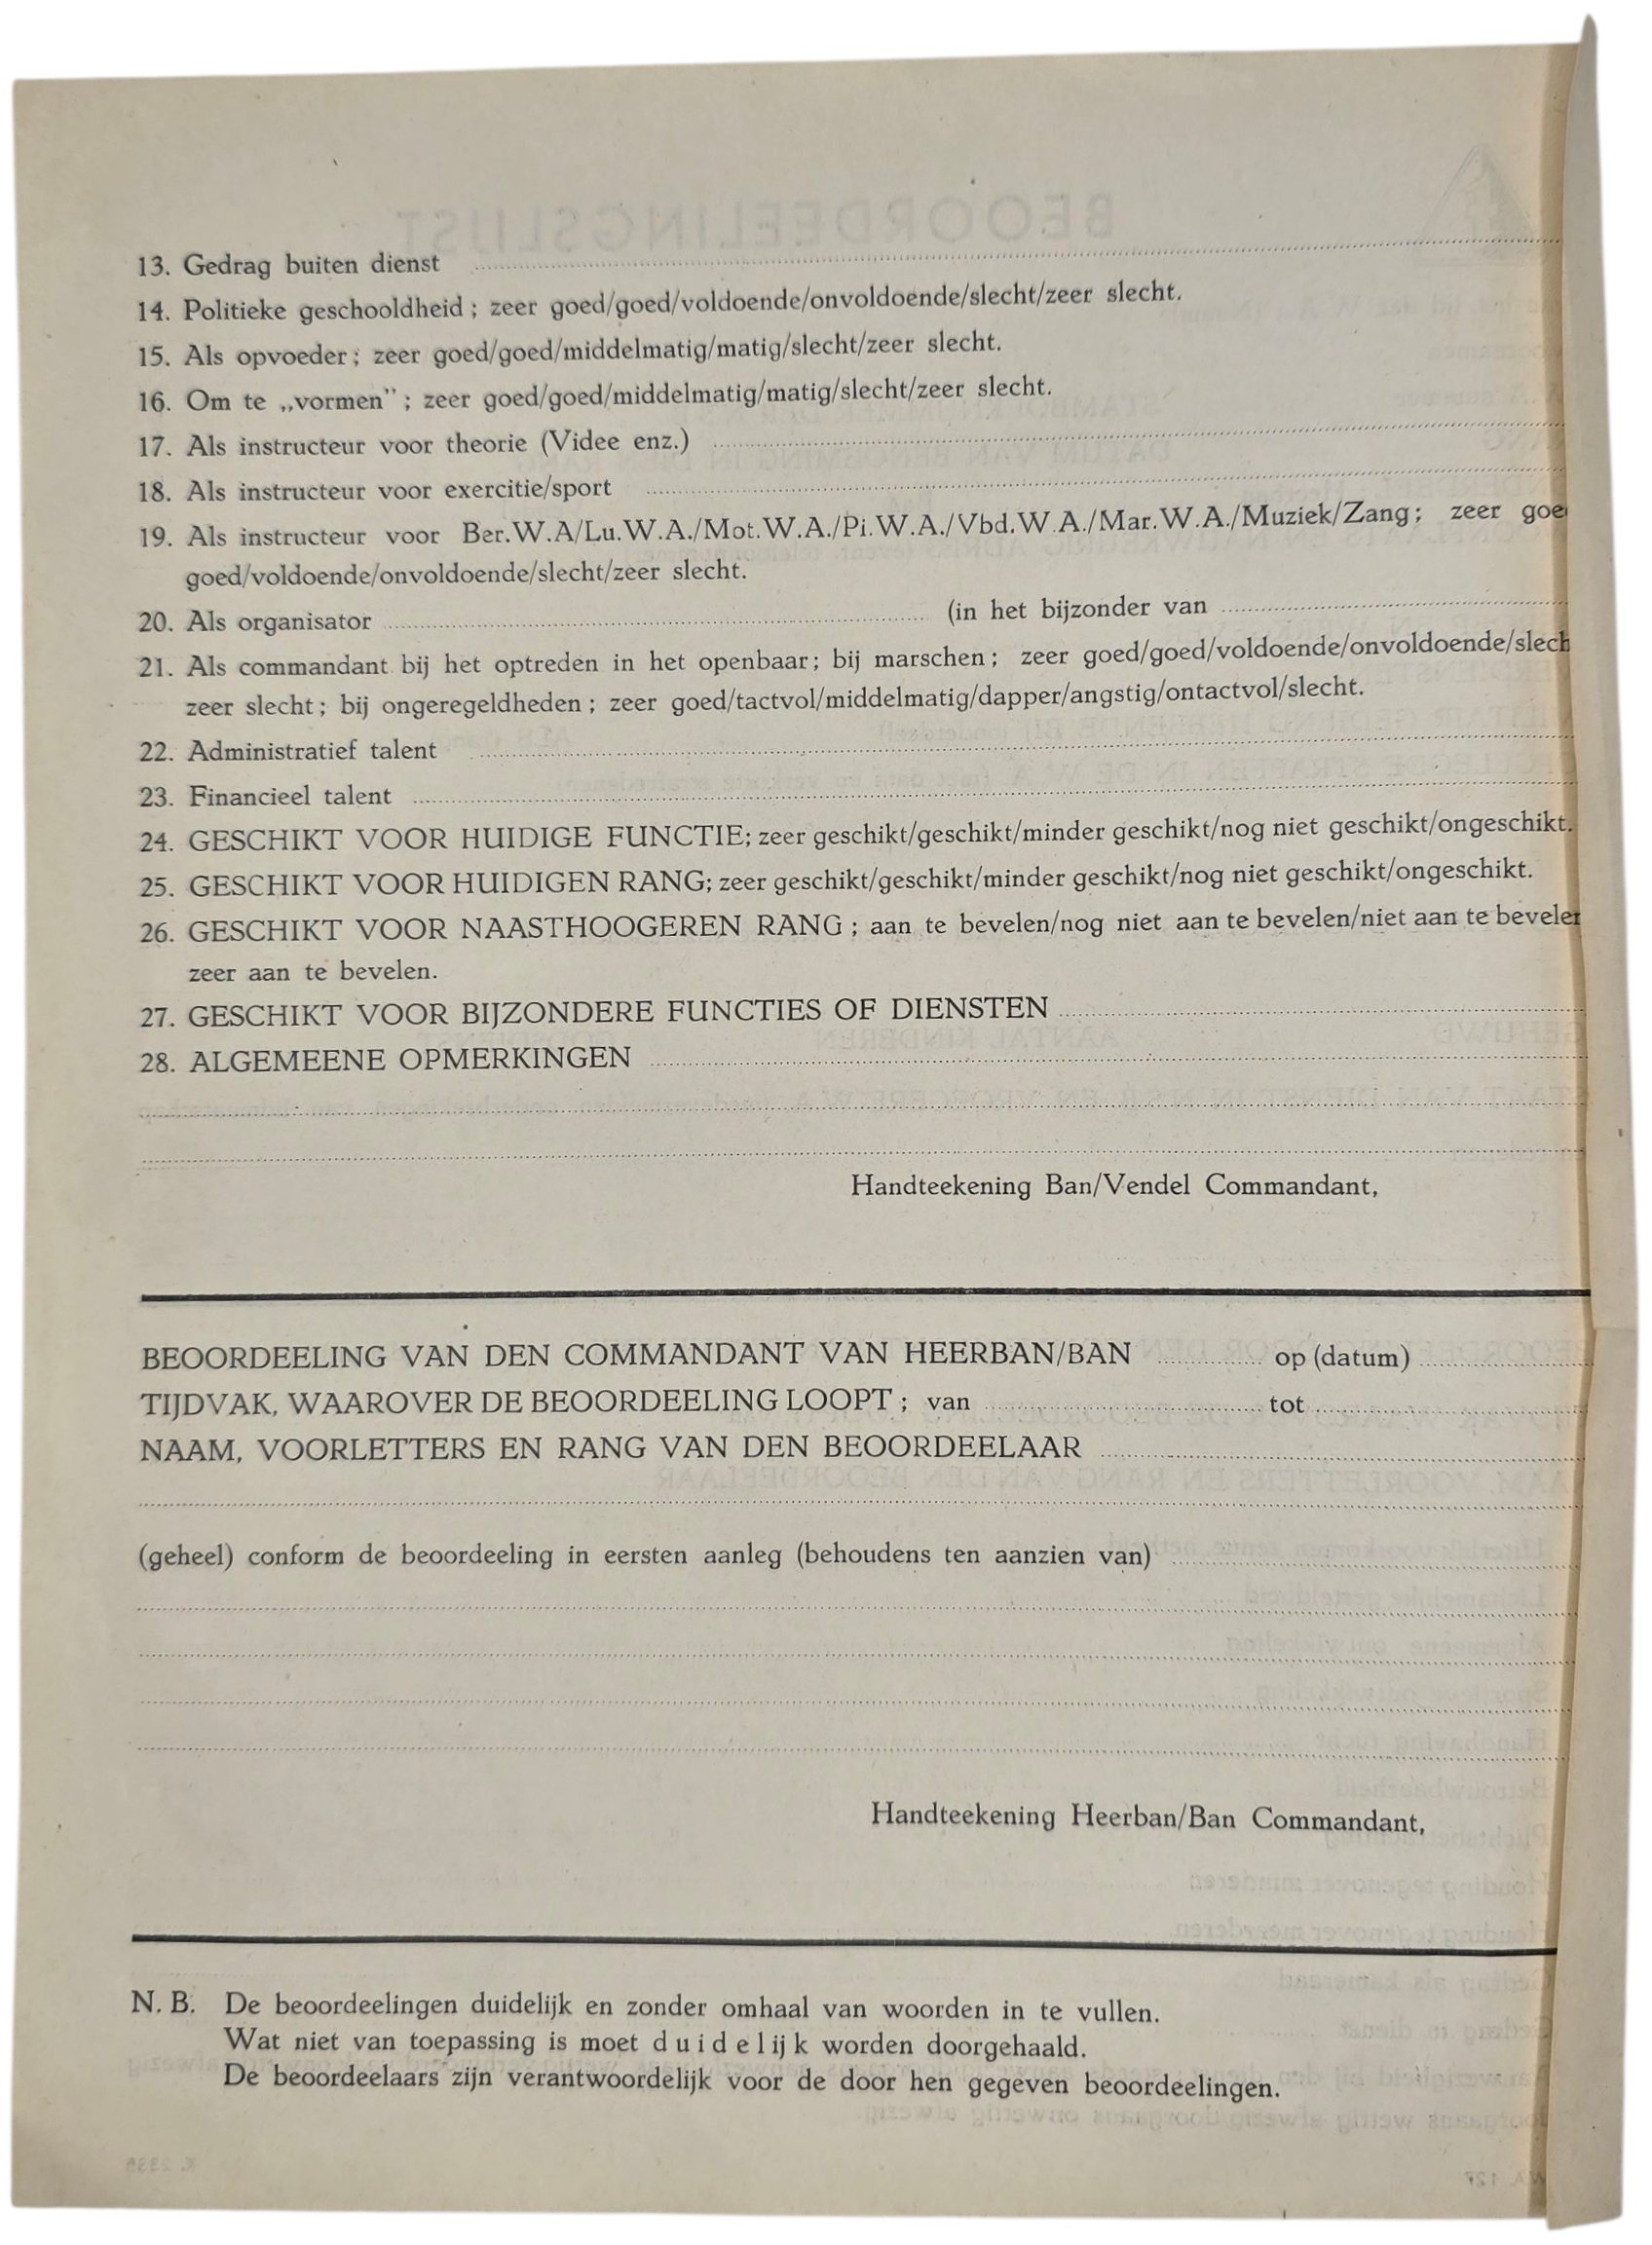 13. Gedrag buiten dienst
14. Politieke geschooldheid ; zeer goed/goed/voldoende/onvoldoende/slecht/zeer slecht.
15. Als opvoeder ; zeer goed/goed/middelmatig/matig/slecht/zeer slecht.
16. Om te „vormen" ; zeer goed/goed/middelmatig/matig/slecht/zeer slecht.
17. Als instructeur voor theorie (Videe enz.)
18. Als instructeur voor exercitie/sport
19. Als instructeur voor Ber.W.A/Lu.W.A./Mot.W.A./Pi.W.A./Vbd.W.A./Mar.W.A./Muziek/Zang ; zeer goe
goed/voldoende/onvoldoende/slecht/zeer slecht.
20. Als organisator (in het bijzonder van
21. Als commandant bij het optreden in het openbaar ; bij marschen ; zeer goed/goed/voldoende/onvoldoende/slech
zeer slecht ; bij ongeregeldheden ; zeer goed/tactvol/middelmatig/dapper/angstig/ontactvol/slecht.
22. Administratief talent
23. Financieel talent
24. GESCHIKT VOOR HUIDIGE FUNCTIE; zeer geschikt/geschikt/minder geschikt/nog niet geschikt/ongeschikt.
25. GESCHIKT VOOR HUIDIGEN RANG; zeer geschikt/geschikt/minder geschikt/nog niet geschikt/ongeschikt.
26. GESCHIKT VOOR NAASTHOOGEREN RANG ; aan te bevelen/nog niet aan te bevelen/niet aan te bevelen
zeer aan te bevelen.
27. GESCHIKT VOOR BIJZONDERE FUNCTIES OF DIENSTEN
28. ALGEMEENE OPMERKINGEN
Handteekening Ban/Vendel Commandant,
BEOORDEELING VAN DEN COMMANDANT VAN HEERBAN/BAN op (datum)
TIJDVAK, WAAROVER DE BEOORDEELING LOOPT ; van tot
NAAM, VOORLETTERS EN RANG VAN DEN BEOORDEELAAR
(geheel) conform de beoordeeling in eersten aanleg (behoudens ten aanzien van)
Handteekening Heerban/Ban Commandant,
N. B. De beoordeelingen duidelijk en zonder omhaal van woorden in te vullen.
Wat niet van toepassing is moet duidelijk worden doorgehaald.
De beoordeelaars zijn verantwoordelijk voor de door hen gegeven beoordeelingen.